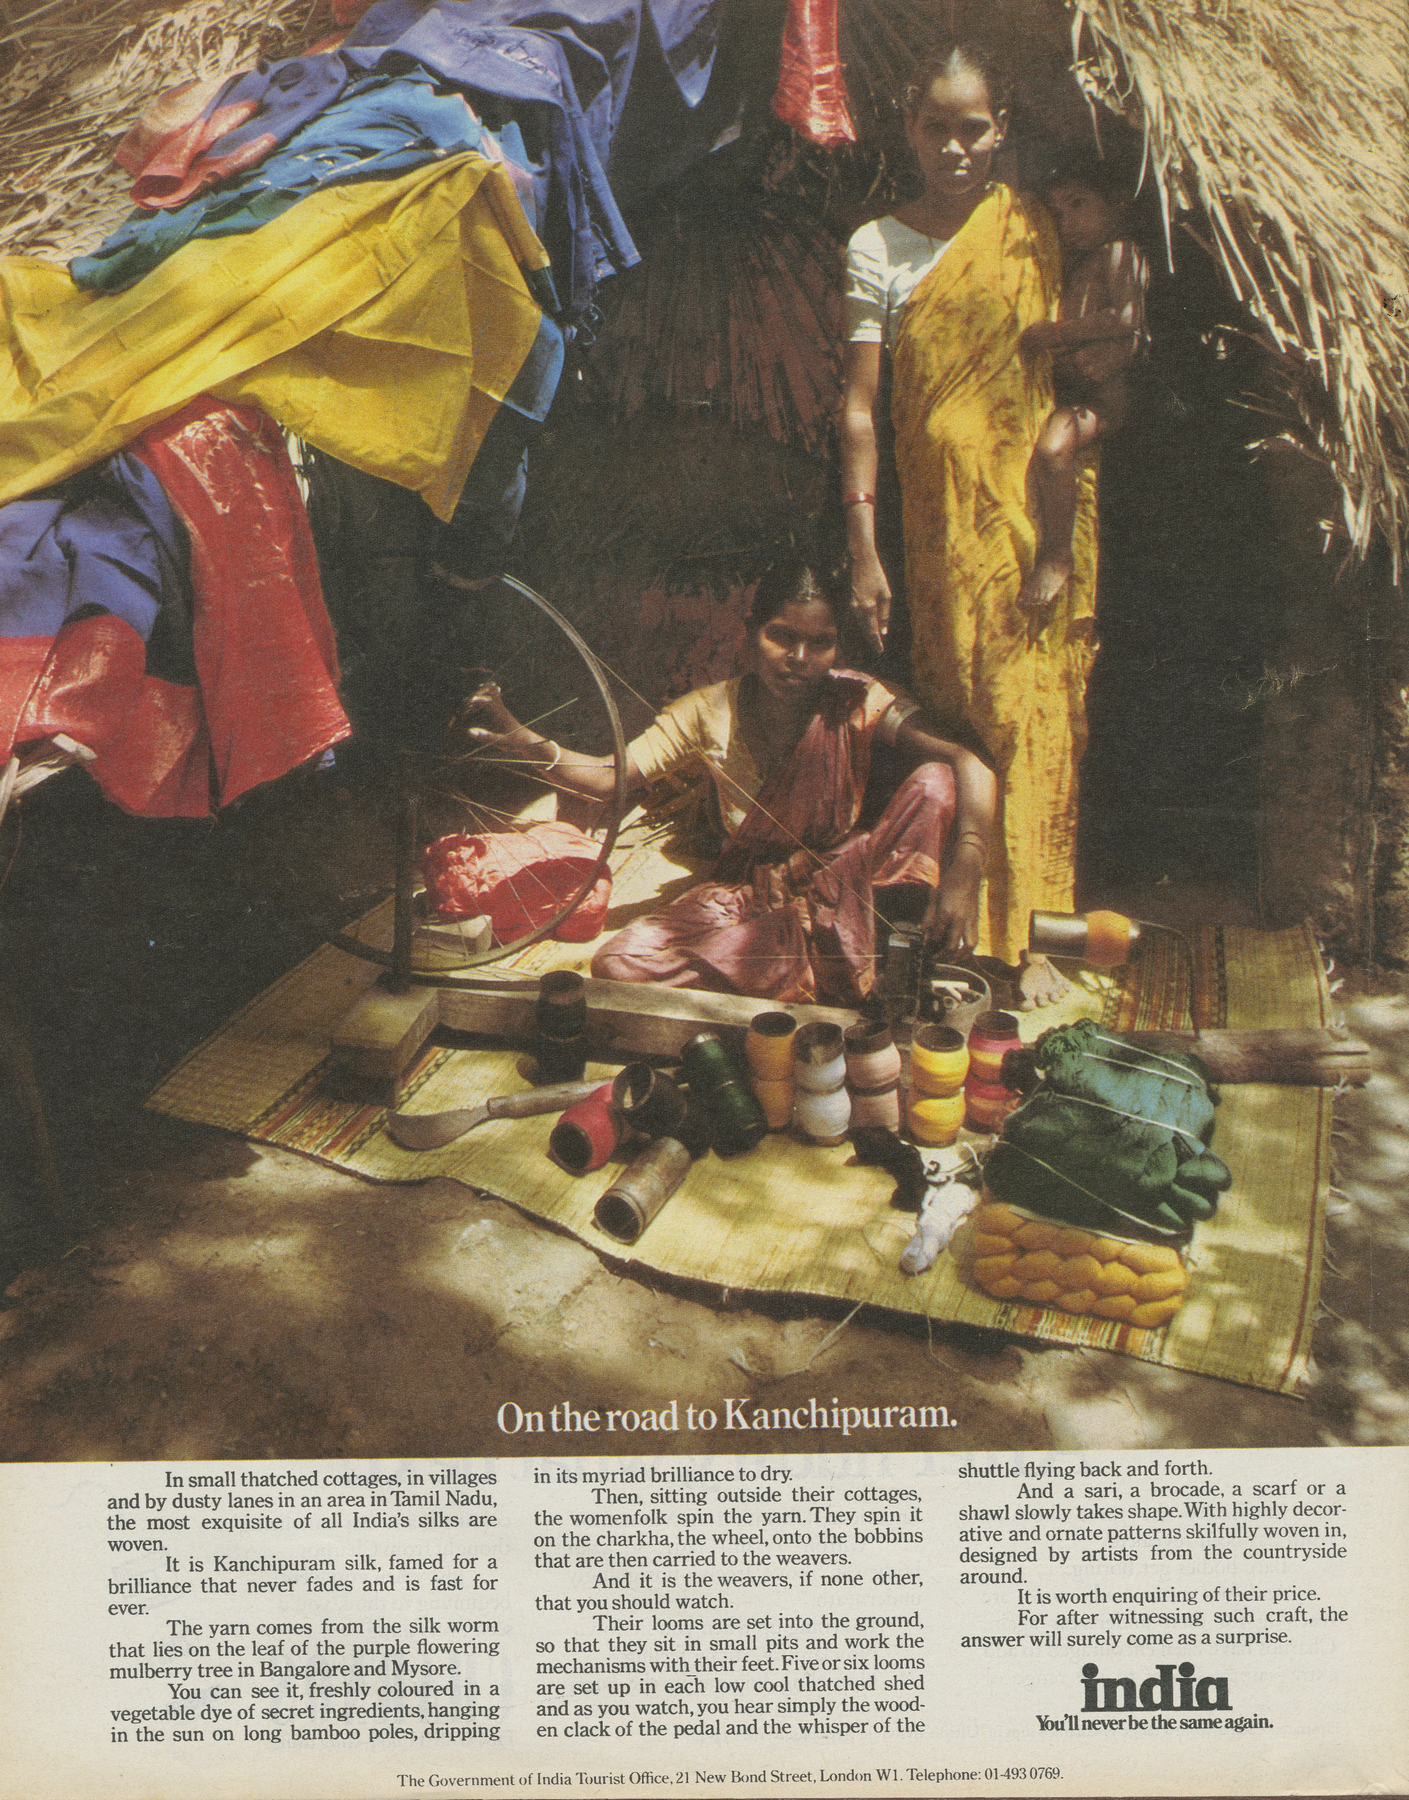 On the road to Kanchipuram.
In small thatched cottages, in villages
and by dusty lanes in an area in Tamil Nadu,
the most exquisite of all India's silks are
woven.
It is Kanchipuram silk, famed for a
brilliance that never fades and is fast for
ever.
The yarn comes from the silk worm
that lies on the leaf of the purple flowering
mulberry tree in Bangalore and Mysore.
You can see it, freshly coloured in a
vegetable dye of secret ingredients, hanging
in the sun on long bamboo poles, dripping
in its myriad brilliance to dry.
Then, sitting outside their cottages,
the womenfolk spin the yarn. They spin it
on the charkha, the wheel, onto the bobbins
that are then carried to the weavers.
And it is the weavers, if none other,
that you should watch.
Their looms are set into the ground,
so that they sit in small pits and work the
mechanisms with their feet. Five or six looms
are set up in each low cool thatched shed
and as you watch, you hear simply the wood-
en clack of the pedal and the whisper of the
shuttle flying back and forth.
And a sari, a brocade, a scarf or a
shawl slowly takes shape. With highly decor-
ative and ornate patterns skilfully woven in,
designed by artists from the countryside
around.
It is worth enquiring of their price.
For after witnessing such craft, the
answer will surely come as a surprise.
india
You'll never be the same again.
The Government of India Tourist Office, 21 New Bond Street, London W1. Telephone: 01-493 0769.